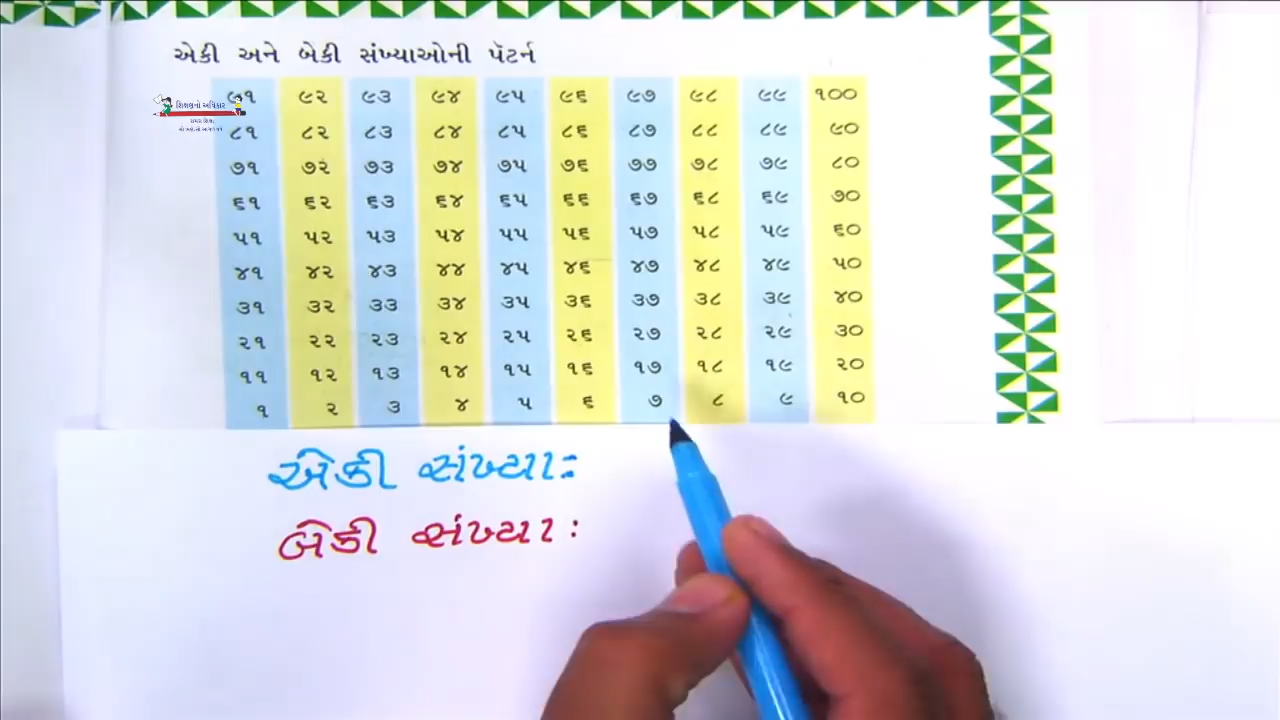 એકી અને બેકી સંખ્યાઓની પૅટર્ન
શિક્ષણનો અધિકાર
૯૧ ૯૨ ૯૩ ૯૪ ૯૫ ૯૬ ૯૭ ૯૮ ૯૯ ૧૦૦
૮૧ ૮૨ ૮૩ ૮૪ ૮૫ ૮૬ ૮૭ ૮૮ ૮૯ ૯૦
૭૧ ૭૨ ૭૩ ૭૪ ૭૫ ૭૬ ૭૭ ૭૮ ૭૯ ૮૦
૬૧ ૬૨ ૬૩ ૬૪ ૬૫ ૬૬ ૬૭ ૬૮ ૬૯ ૭૦
૫૧ ૫૨ ૫૩ ૫૪ ૫૫ ૫૬ ૫૭ ૫૮ ૫૯ ૬૦
૪૧ ૪૨ ૪૩ ૪૪ ૪૫ ૪૬ ૪૭ ૪૮ ૪૯ ૫૦
૩૧ ૩૨ ૩૩ ૩૪ ૩૫ ૩૬ ૩૭ ૩૮ ૩૯ ૪૦
૨૧ ૨૨ ૨૩ ૨૪ ૨૫ ૨૬ ૨૭ ૨૮ ૨૯ ૩૦
૧૧ ૧૨ ૧૩ ૧૪ ૧૫ ૧૬ ૧૭ ૧૮ ૧૯ ૨૦
૧ ૨ ૩ ૪ ૫ ૬ ૭ ૮ ૯ ૧૦
એકી સંખ્યા:
બેકી સંખ્યા: